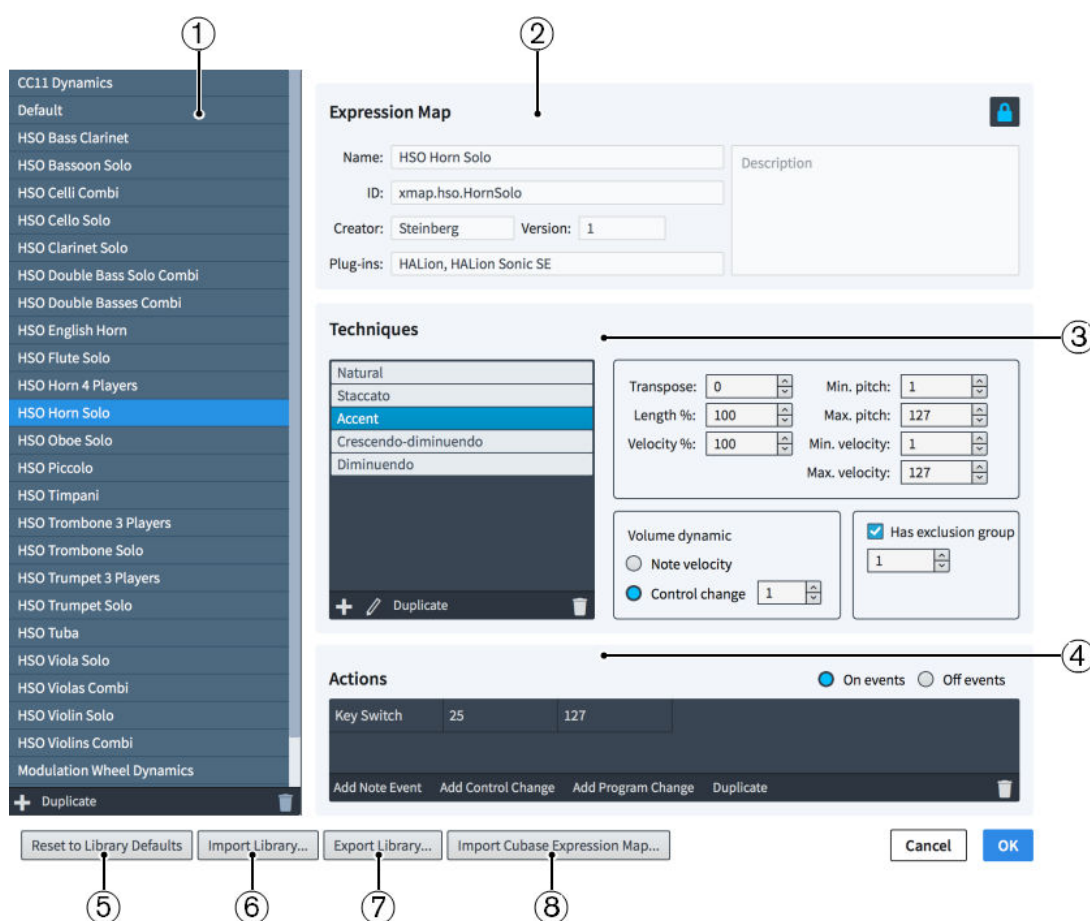 ①
②
CC11 Dynamics
Default
HSO Bass Clarinet
HSO Bassoon Solo
HSO Celli Combi
HSO Cello Solo
HSO Clarinet Solo
HSO Double Bass Solo Combi
HSO Double Basses Combi
HSO English Horn
HSO Flute Solo
HSO Horn 4 Players
HSO Horn Solo
HSO Oboe Solo
HSO Piccolo
HSO Timpani
HSO Trombone 3 Players
HSO Trombone Solo
HSO Trumpet 3 Players
HSO Trumpet Solo
HSO Tuba
HSO Viola Solo
HSO Violas Combi
HSO Violin Solo
HSO Violins Combi
Modulation Wheel Dynamics
Duplicate
Expression Map
Name: HSO Horn Solo
Description
ID: xmap.hso.HornSolo
Creator: Steinberg Version: 1
Plug-ins: HALion, HALion Sonic SE
Techniques
③
Natural
Staccato
Accent
Crescendo-diminuendo
Diminuendo
Duplicate
Transpose: 0 Min. pitch: 1
Length %: 100 Max. pitch: 127
Velocity %: 100 Min. velocity: 1
Max. velocity: 127
Volume dynamic
Note velocity
Control change 1
Has exclusion group
1
④
Actions
On events Off events
Key Switch 25 127
Add Note Event Add Control Change Add Program Change Duplicate
Reset to Library Defaults Import Library... Export Library... Import Cubase Expression Map... Cancel OK
⑤ ⑥ ⑦ ⑧